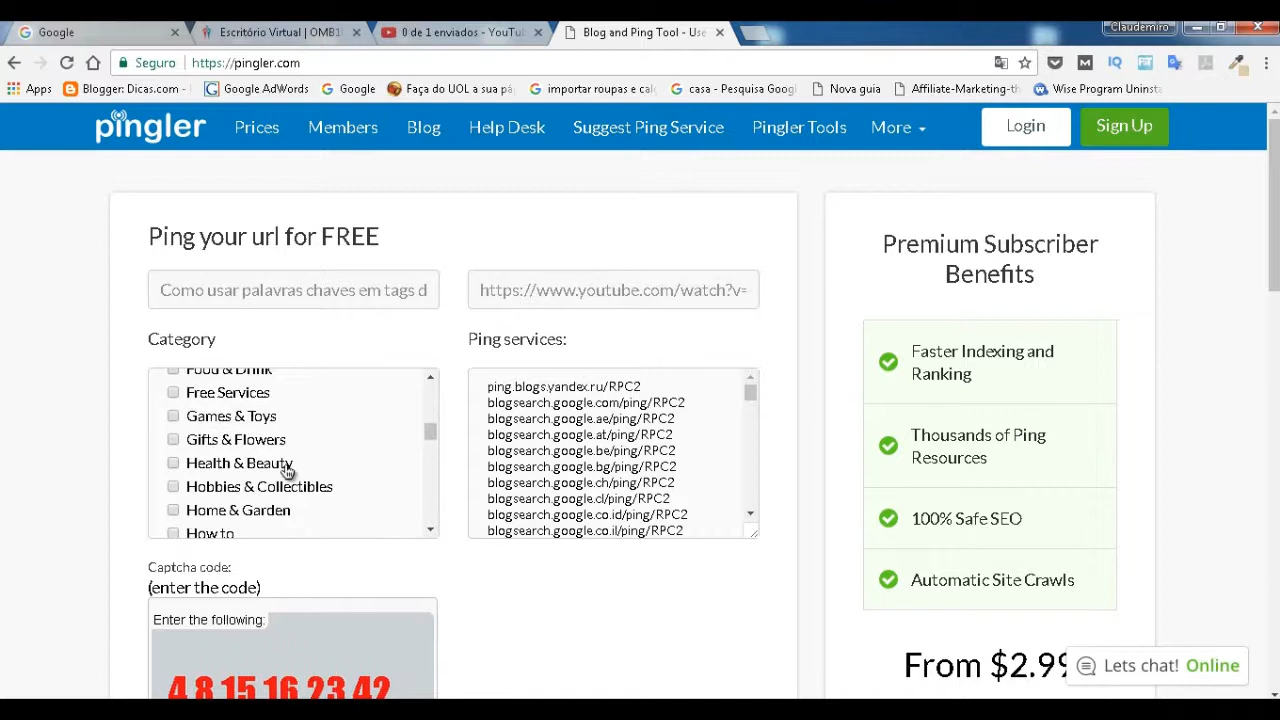 Google
Escritório Virtual | OMB1
0 de 1 enviados - YouTu
Blog and Ping Tool - Use
Claudemiro
Seguro
https://pingler.com
Apps
Blogger: Dicas.com -
Google AdWords
Google
Faça do UOL a sua pá
importar roupas e calç
case - Pesquisa Goog
Nova guia
Affiliate-Marketing-th
Wise Program Uninsta
pingler
Prices
Members
Blog
Help Desk
Suggest Ping Service
Pingler Tools
More
Login
Sign Up
Ping your url for FREE
Como usar palavras chaves em tags d
https://www.youtube.com/watch?v=
Category
Ping services:
Food & Drink
Free Services
Games & Toys
Gifts & Flowers
Health & Beauty
Hobbies & Collectibles
Home & Garden
How to
ping.blogs.yandex.ru/RPC2
blogsearch.google.com/ping/RPC2
blogsearch.google.ae/ping/RPC2
blogsearch.google.at/ping/RPC2
blogsearch.google.be/ping/RPC2
blogsearch.google.bg/ping/RPC2
blogsearch.google.ch/ping/RPC2
blogsearch.google.cl/ping/RPC2
blogsearch.google.co.id/ping/RPC2
blogsearch.google.co.il/ping/RPC2
Captcha code:
(enter the code)
Enter the following:
4 8 15 16 23 42
Premium Subscriber
Benefits
Faster Indexing and
Ranking
Thousands of Ping
Resources
100% Safe SEO
Automatic Site Crawls
From $2.99
Lets chat! Online